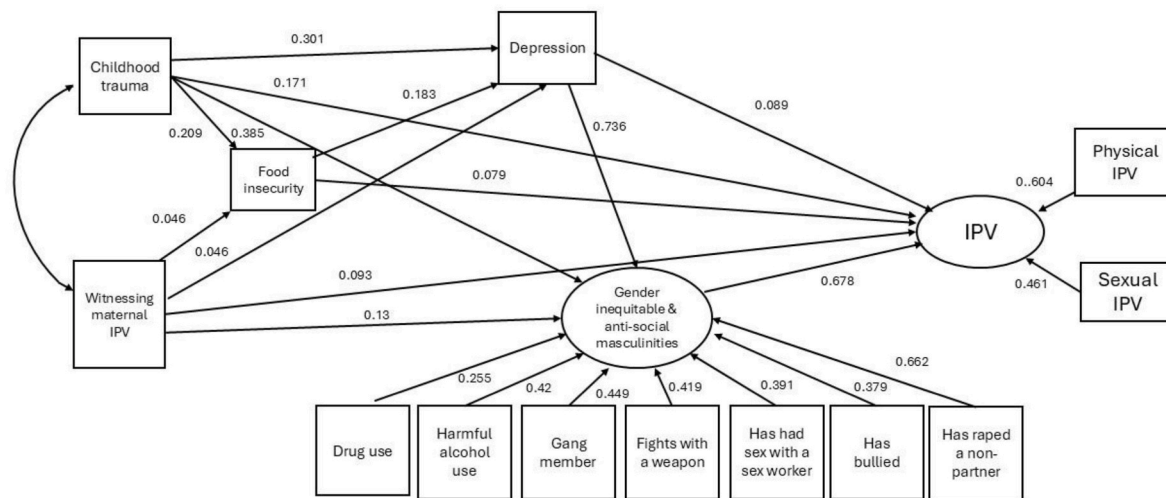 Childhood
trauma
Depression
Food
insecurity
Witnessing
maternal
IPV
Gender
inequitable &
anti-social
masculinities
IPV
Physical
IPV
Sexual
IPV
0.301
0.171
0.183
0.209
0.385
0.736
0.089
0.079
0.046
0.046
0.093
0.13
0.678
0.604
0.461
0.255
0.42
0.449
0.419
0.391
0.379
0.662
Drug use
Harmful
alcohol
use
Gang
member
Fights with
a weapon
Has had
sex with a
sex worker
Has
bullied
Has raped
a non-
partner